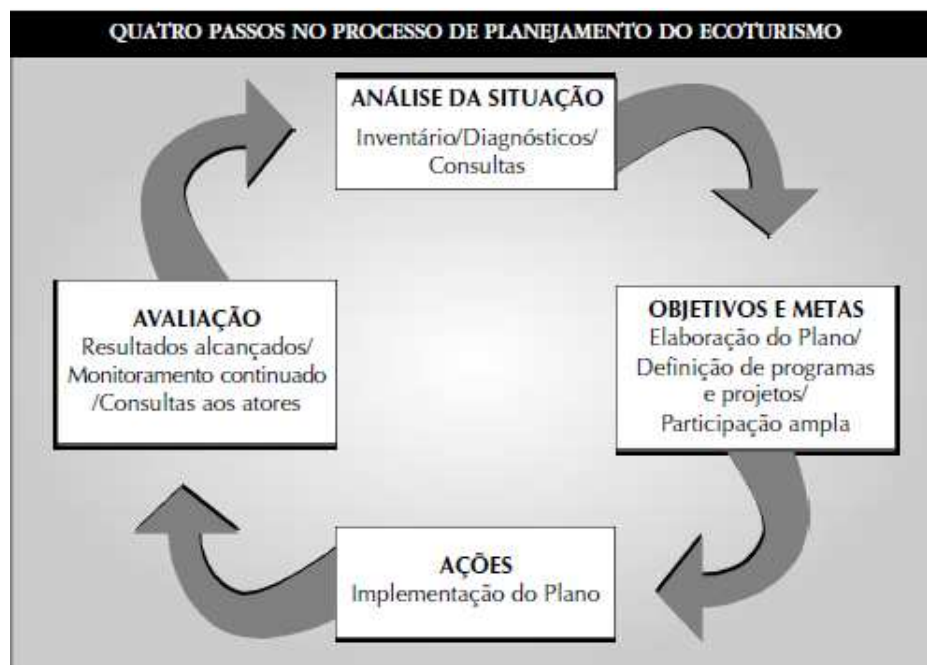 QUATRO PASSOS NO PROCESSO DE PLANEJAMENTO DO ECOTURISMO
ANÁLISE DA SITUAÇÃO
Inventário/Diagnósticos/
Consultas
OBJETIVOS E METAS
Elaboração do Plano/
Definição de programas
e projetos/
Participação ampla
AÇÕES
Implementação do Plano
AVALIAÇÃO
Resultados alcançados/
Monitoramento continuado
/Consultas aos atores